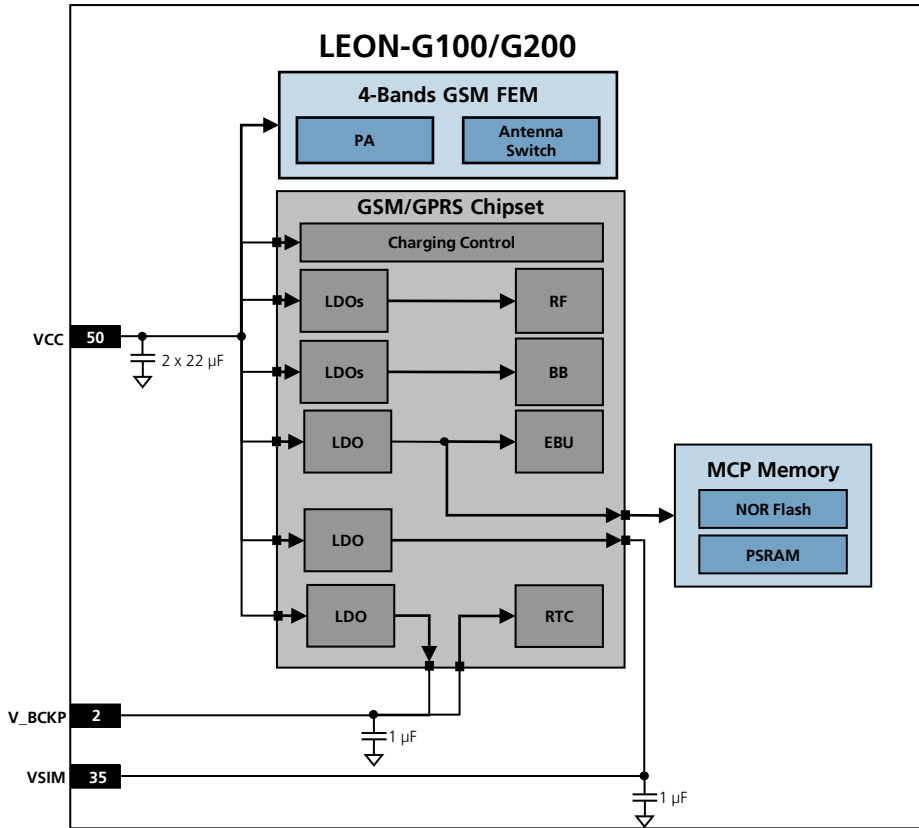 LEON-G100/G200
4-Bands GSM FEM
PA
Antenna
Switch
GSM/GPRS Chipset
Charging Control
LDOs
RF
VCC
50
2 x 22 µF
LDOs
BB
LDO
EBU
MCP Memory
NOR Flash
PSRAM
LDO
LDO
RTC
V_BCKP
2
1 µF
VSIM
35
1 µF